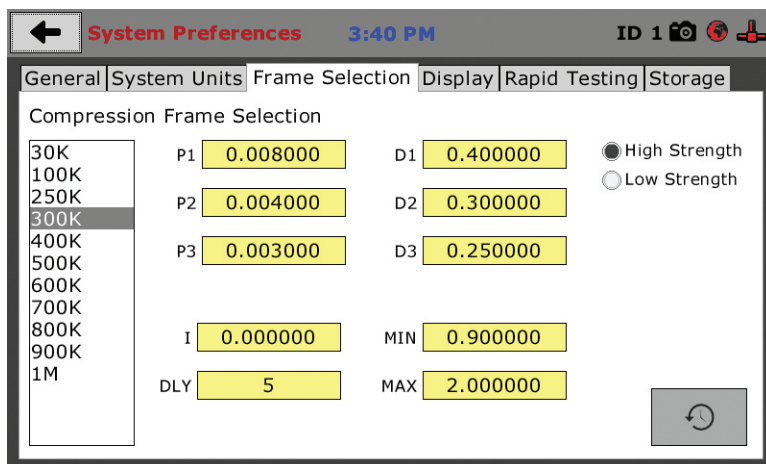 System Preferences 3:40 PM ID 1
General System Units Frame Selection Display Rapid Testing Storage
Compression Frame Selection
30K
100K
250K
300K
400K
500K
600K
700K
800K
900K
1M
P1 0.008000 D1 0.400000
P2 0.004000 D2 0.300000
P3 0.003000 D3 0.250000
I 0.000000 MIN 0.900000
DLY 5 MAX 2.000000
High Strength
Low Strength